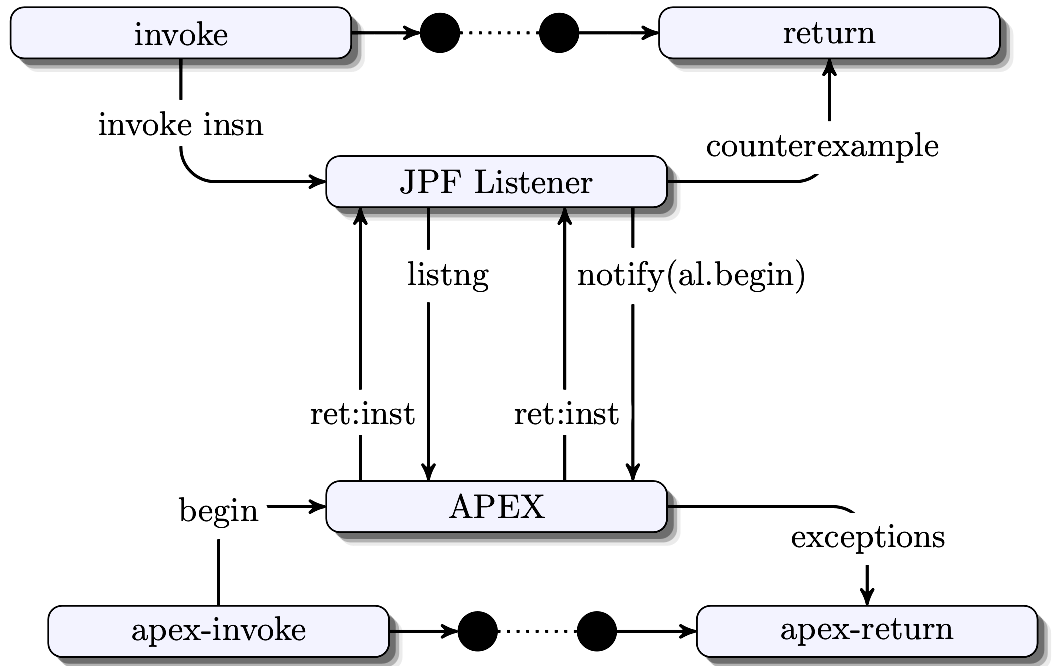 invoke
return
invoke insn
counterexample
JPF Listener
listng
notify(al.begin)
ret:inst
ret:inst
begin
APEX
exceptions
apex-invoke
apex-return